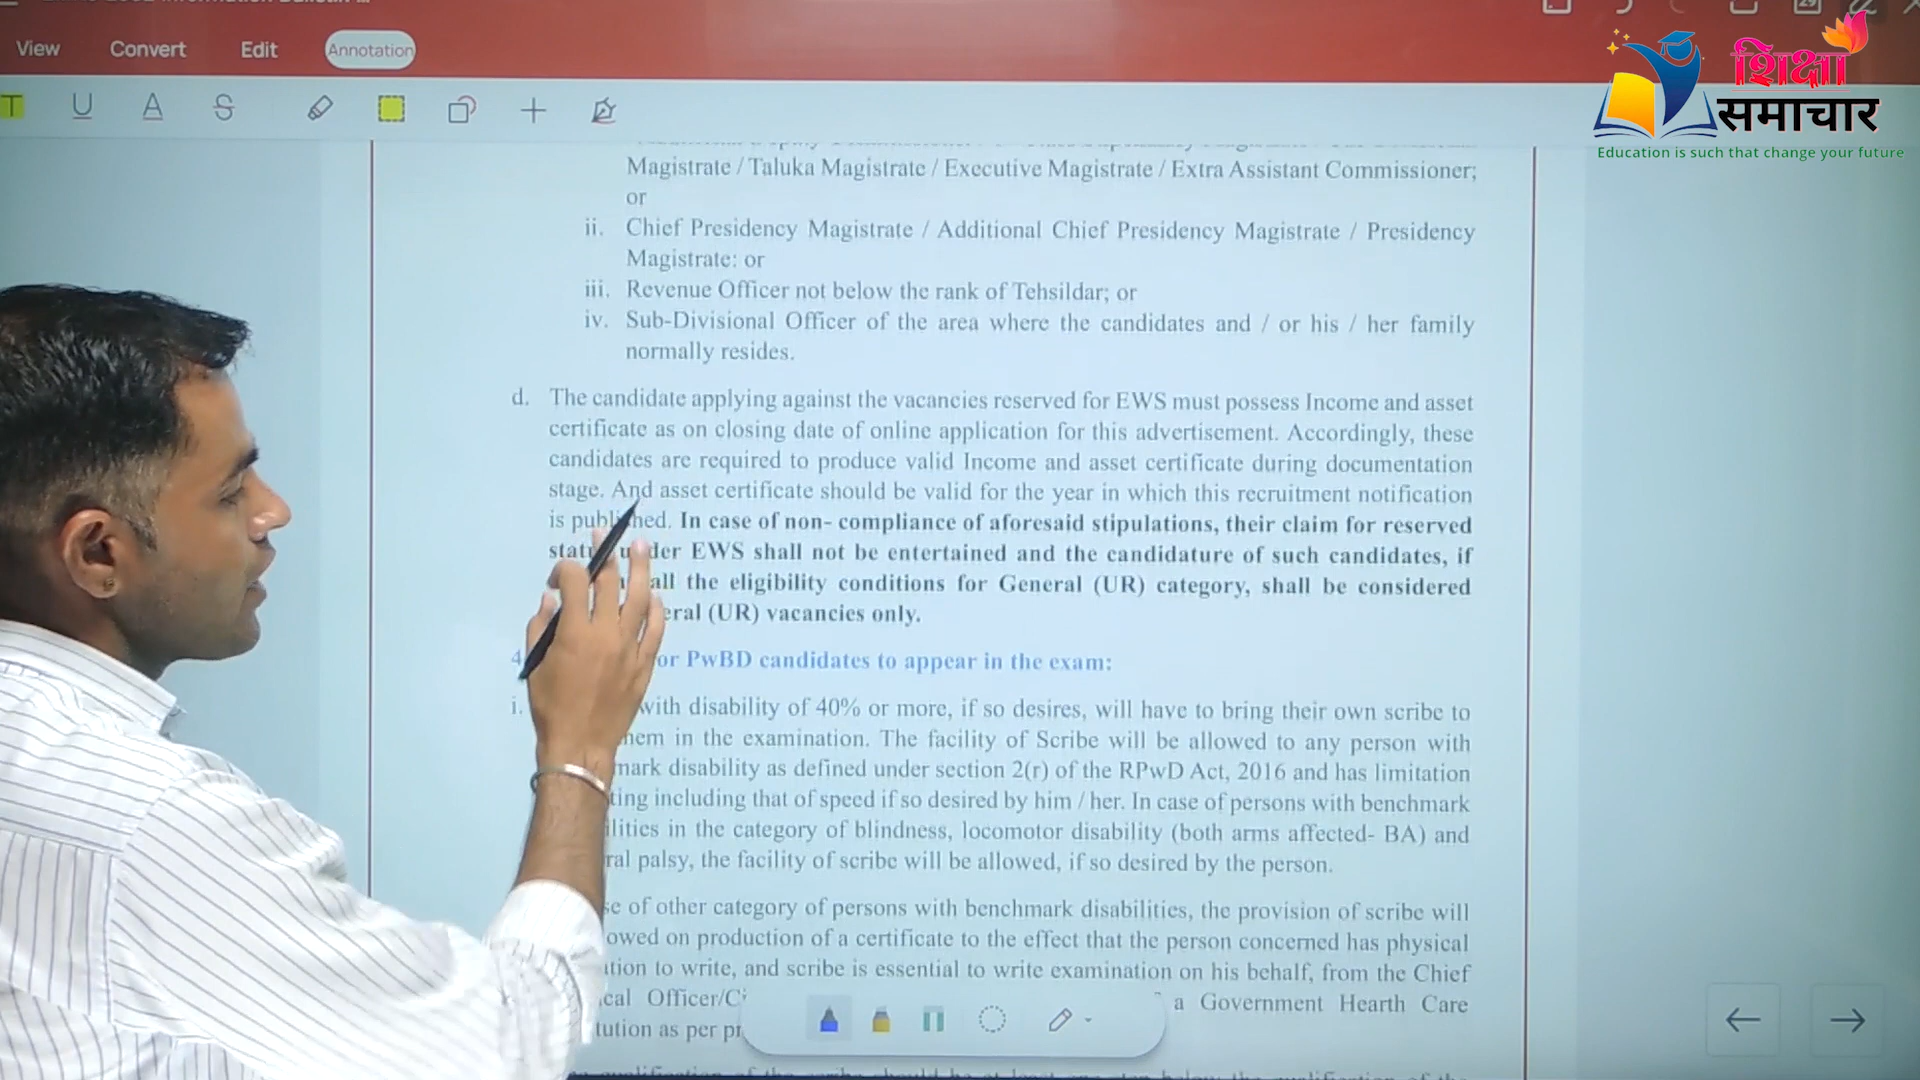 View Convert Edit Annotation
शिक्षा
समाचार
Education is such that change your future
Magistrate / Taluka Magistrate / Executive Magistrate / Extra Assistant Commissioner;
or
ii. Chief Presidency Magistrate / Additional Chief Presidency Magistrate / Presidency
Magistrate: or
iii. Revenue Officer not below the rank of Tehsildar; or
iv. Sub-Divisional Officer of the area where the candidates and / or his / her family
normally resides.
d. The candidate applying against the vacancies reserved for EWS must possess Income and asset
certificate as on closing date of online application for this advertisement. Accordingly, these
candidates are required to produce valid Income and asset certificate during documentation
stage. And asset certificate should be valid for the year in which this recruitment notification
is published. In case of non- compliance of aforesaid stipulations, their claim for reserved
EWS shall not be entertained and the candidature of such candidates, if
all the eligibility conditions for General (UR) category, shall be considered
(UR) vacancies only.
or PwBD candidates to appear in the exam:
i. with disability of 40% or more, if so desires, will have to bring their own scribe to
in the examination. The facility of Scribe will be allowed to any person with
mark disability as defined under section 2(r) of the RPwD Act, 2016 and has limitation
ting including that of speed if so desired by him / her. In case of persons with benchmark
lities in the category of blindness, locomotor disability (both arms affected- BA) and
ral palsy, the facility of scribe will be allowed, if so desired by the person.
se of other category of persons with benchmark disabilities, the provision of scribe will
owed on production of a certificate to the effect that the person concerned has physical
tion to write, and scribe is essential to write examination on his behalf, from the Chief
cal Officer/Ci a Government Hearth Care
tution as per pr